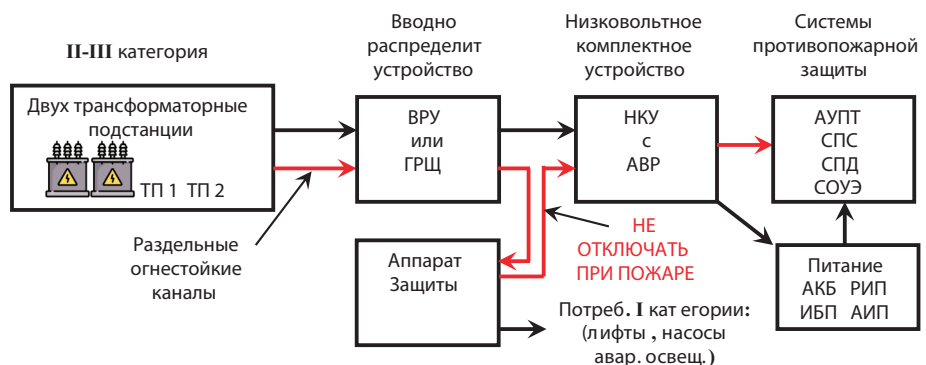 II-III категория
Двух трансформаторные
подстанции
ТП 1 ТП 2
Раздельные
огнестойкие
каналы
Вводно
распределит
устройство
ВРУ
или
ГРЩ
Аппарат
Защиты
Низковольтное
комплектное
устройство
НКУ
с
АВР
НЕ
ОТКЛЮЧАТЬ
ПРИ ПОЖАРЕ
Потреб. I кат егории:
(лифты , насосы
авар. освещ.)
Системы
противопожарной
защиты
АУПТ
СПС
СПД
СОУЭ
Питание
АКБ РИП
ИБП АИП